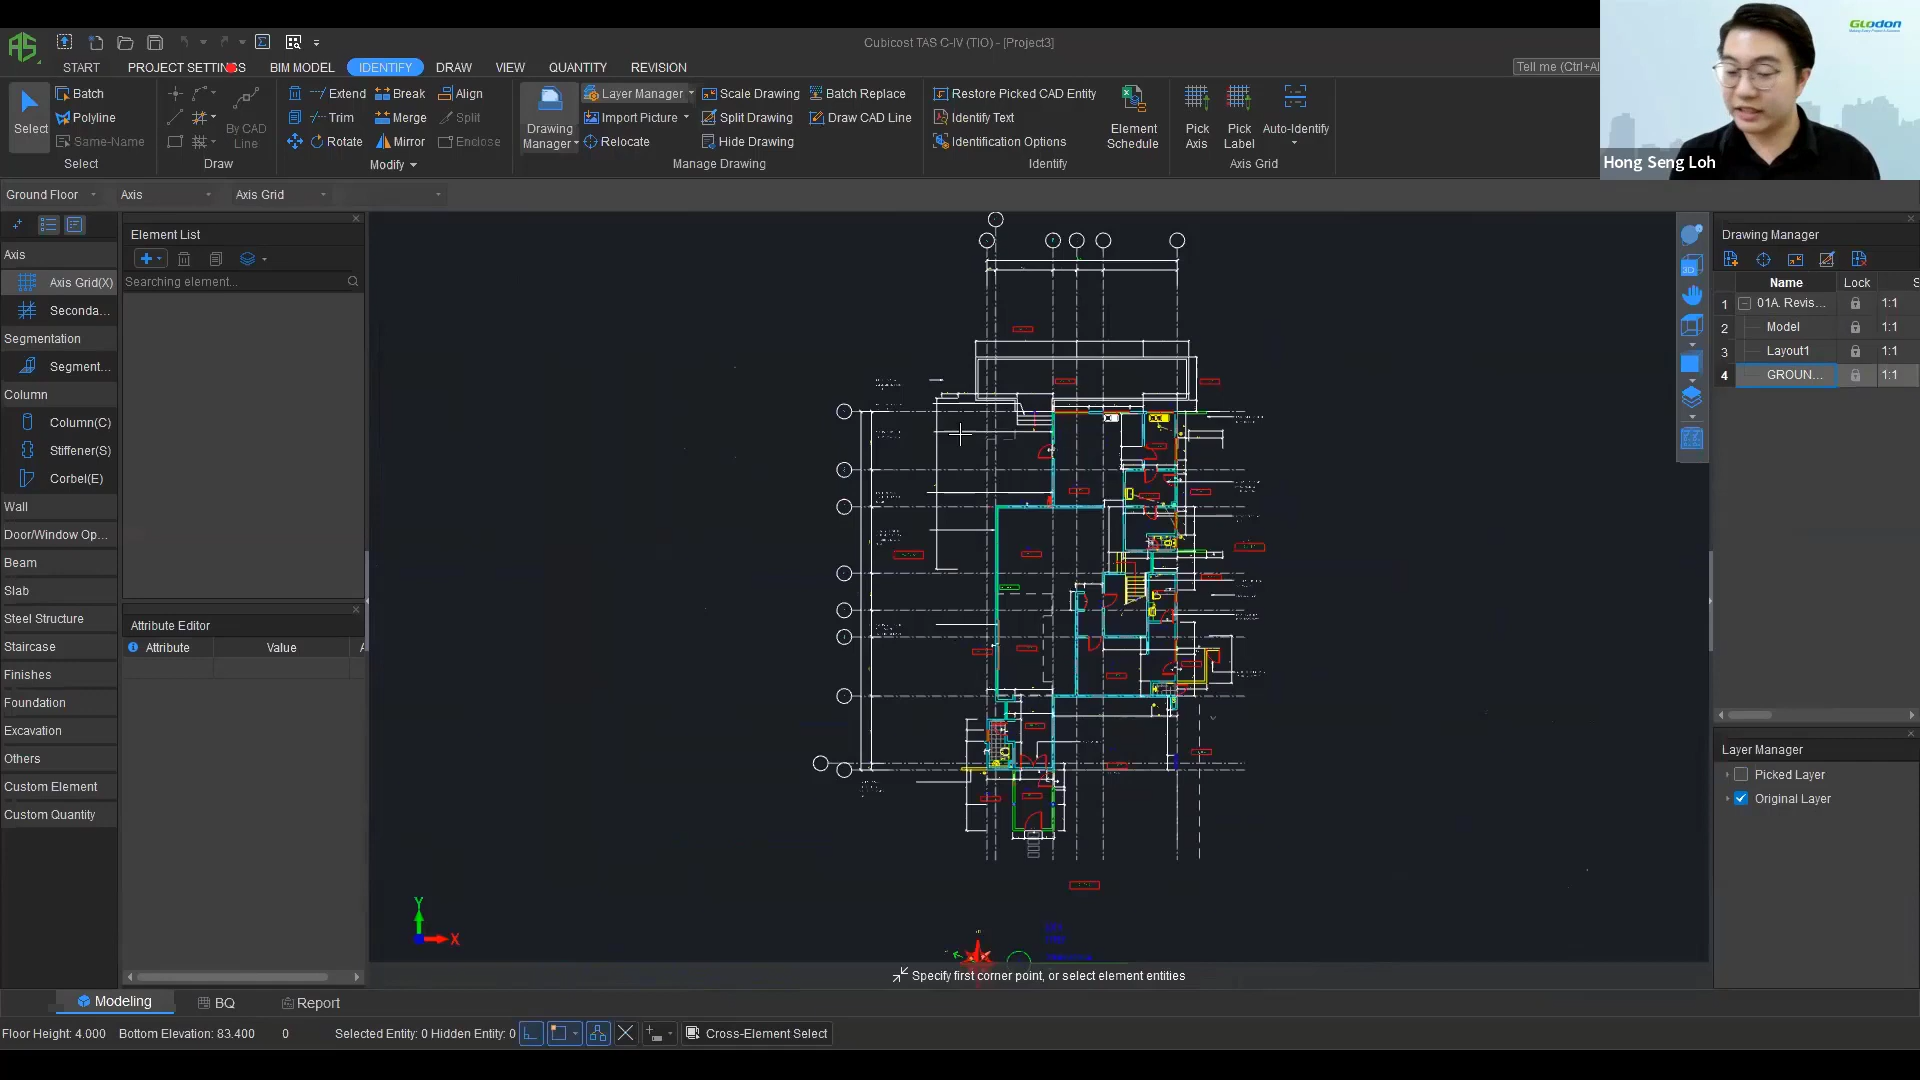 Cubicost TAS C-IV (TIO) - [Project3]
START
PROJECT SETTINGS
BIM MODEL
IDENTIFY
DRAW
VIEW
QUANTITY
REVISION
Tell me (Ctrl+Al
GLodon
Hong Seng Loh
Select
Batch
Polyline
Same-Name
Select
By CAD
Line
Draw
Extend
Break
Align
Trim
Merge
Split
Rotate
Mirror
Enclose
Modify
Drawing
Manager
Layer Manager
Scale Drawing
Batch Replace
Import Picture
Split Drawing
Draw CAD Line
Relocate
Hide Drawing
Manage Drawing
Restore Picked CAD Entity
Identify Text
Identification Options
Element
Schedule
Identify
Pick
Axis
Pick
Label
Auto-Identify
Axis Grid
Ground Floor
Axis
Axis Grid
Axis
Axis Grid(X)
Seconda...
Segmentation
Segment...
Column
Column(C)
Stiffener(S)
Corbel(E)
Wall
Door/Window Op...
Beam
Slab
Steel Structure
Staircase
Finishes
Foundation
Excavation
Others
Custom Element
Custom Quantity
Element List
Searching element...
Attribute Editor
Attribute
Value
Y
X
Specify first corner point, or select element entities
3D
Drawing Manager
Name
Lock
S
1
01A. Revis...
1:1
2
Model
1:1
3
Layout1
1:1
4
GROUN...
1:1
Layer Manager
Picked Layer
Original Layer
Modeling
BQ
Report
Floor Height: 4.000
Bottom Elevation: 83.400
0
Selected Entity: 0 Hidden Entity: 0
Cross-Element Select